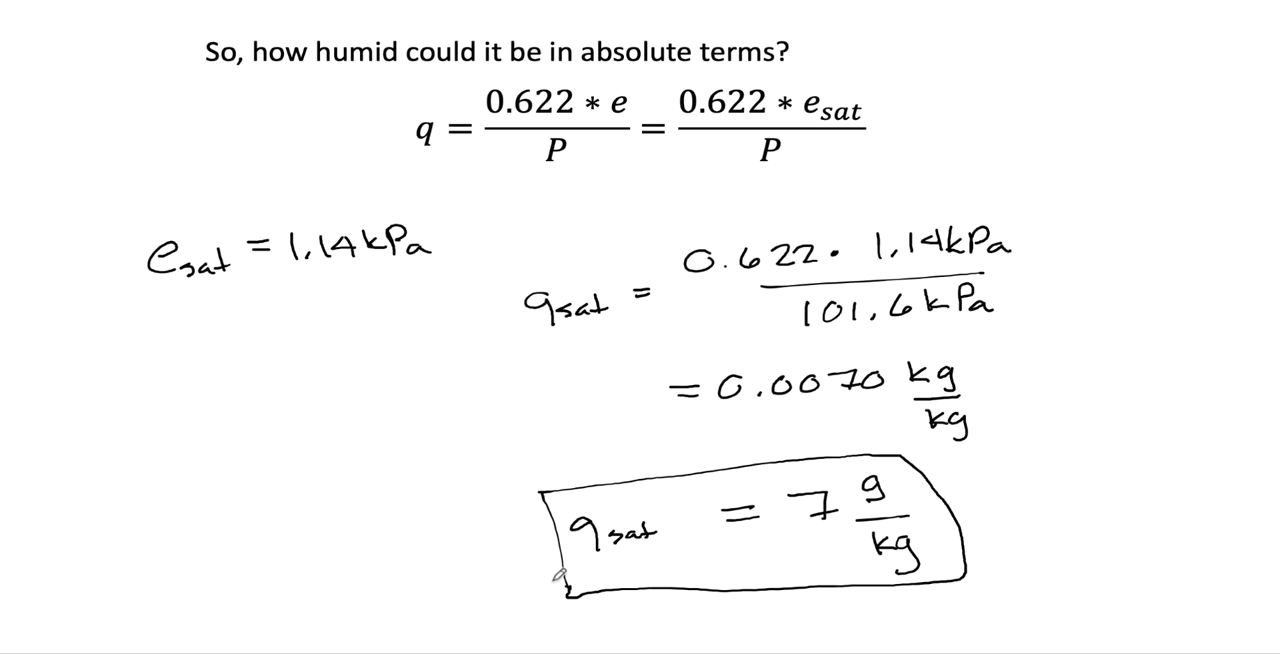 So, how humid could it be in absolute terms?
q = 0.622 * e / P = 0.622 * e_sat / P
e_sat = 1.14 kPa
q_sat = 0.622 · 1.14 kPa / 101.6 kPa
= 0.0070 kg / kg
q_sat = 7 g / kg